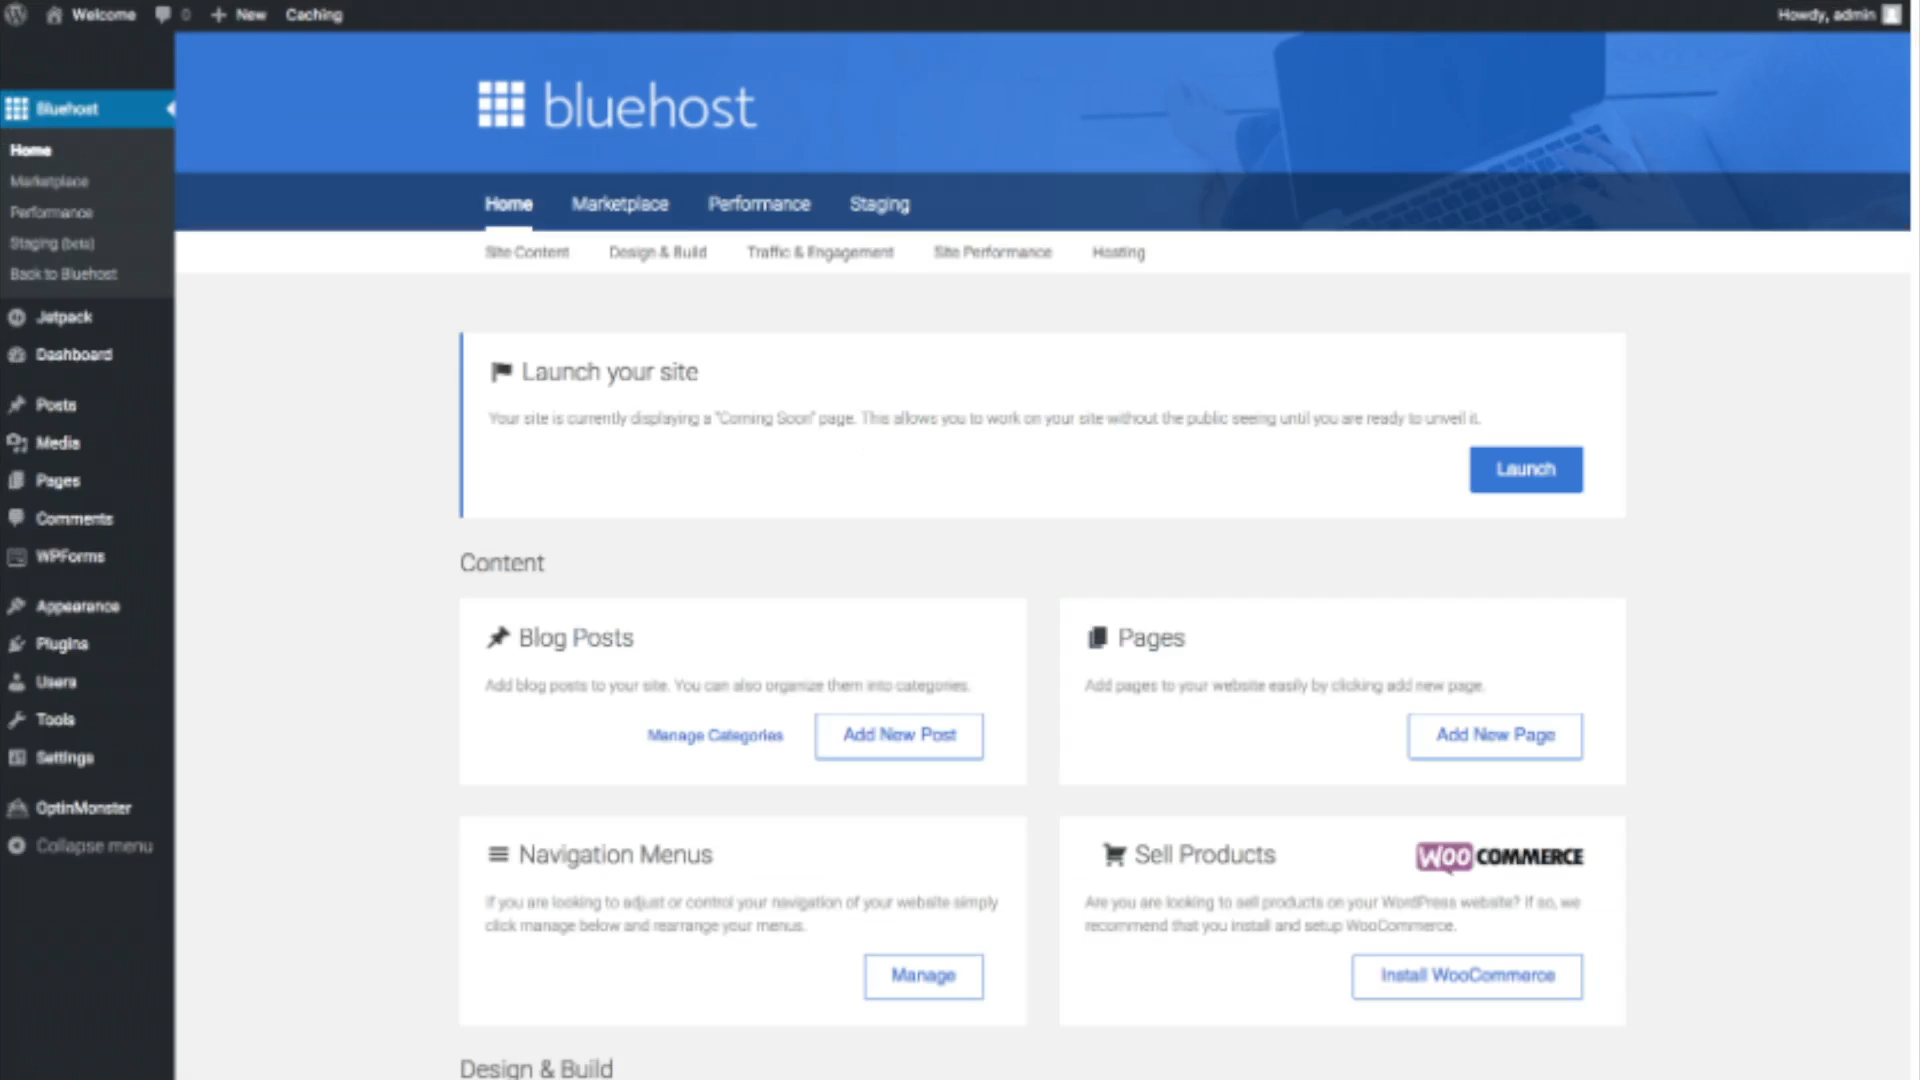 Welcome 0 New Caching Howdy, admin
bluehost
Bluehost
Home
Marketplace
Performance
Staging (beta)
Back to Bluehost
Jetpack
Dashboard
Posts
Media
Pages
Comments
WPForms
Appearance
Plugins
Users
Tools
Settings
OptinMonster
Collapse menu
Home Marketplace Performance Staging
Site Content Design & Build Traffic & Engagement Site Performance Hosting
Launch your site
Your site is currently displaying a "Coming Soon" page. This allows you to work on your site without the public seeing until you are ready to unveil it.
Launch
Content
Blog Posts
Add blog posts to your site. You can also organize them into categories.
Manage Categories Add New Post
Pages
Add pages to your website easily by clicking add new page.
Add New Page
Navigation Menus
If you are looking to adjust or control your navigation of your website simply
click manage below and rearrange your menus.
Manage
Sell Products WOO COMMERCE
Are you are looking to sell products on your WordPress website? If so, we
recommend that you install and setup WooCommerce.
Install WooCommerce
Design & Build